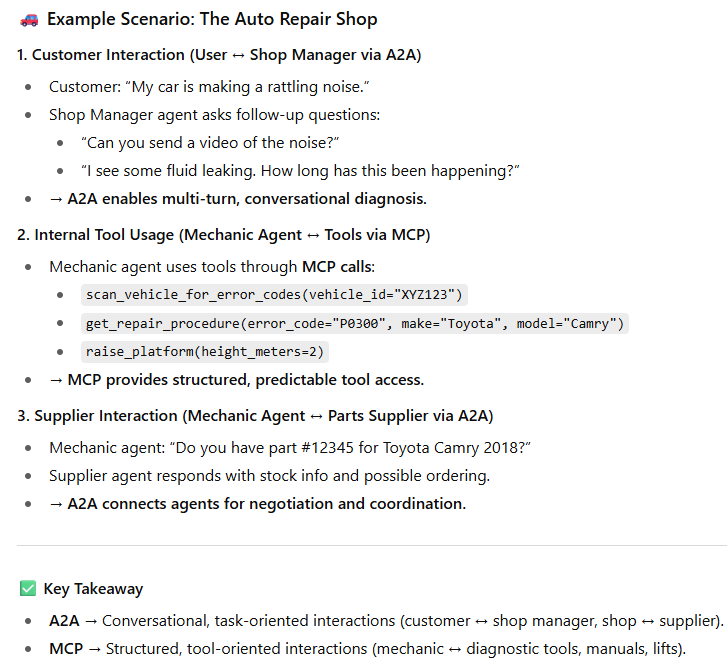 🚗 Example Scenario: The Auto Repair Shop
1. Customer Interaction (User ↔ Shop Manager via A2A)
• Customer: “My car is making a rattling noise.”
• Shop Manager agent asks follow-up questions:
• “Can you send a video of the noise?”
• “I see some fluid leaking. How long has this been happening?”
• → A2A enables multi-turn, conversational diagnosis.
2. Internal Tool Usage (Mechanic Agent ↔ Tools via MCP)
• Mechanic agent uses tools through MCP calls:
• scan_vehicle_for_error_codes(vehicle_id="XYZ123")
• get_repair_procedure(error_code="P0300", make="Toyota", model="Camry")
• raise_platform(height_meters=2)
• → MCP provides structured, predictable tool access.
3. Supplier Interaction (Mechanic Agent ↔ Parts Supplier via A2A)
• Mechanic agent: “Do you have part #12345 for Toyota Camry 2018?”
• Supplier agent responds with stock info and possible ordering.
• → A2A connects agents for negotiation and coordination.
✅ Key Takeaway
• A2A → Conversational, task-oriented interactions (customer ↔ shop manager, shop ↔ supplier).
• MCP → Structured, tool-oriented interactions (mechanic ↔ diagnostic tools, manuals, lifts).